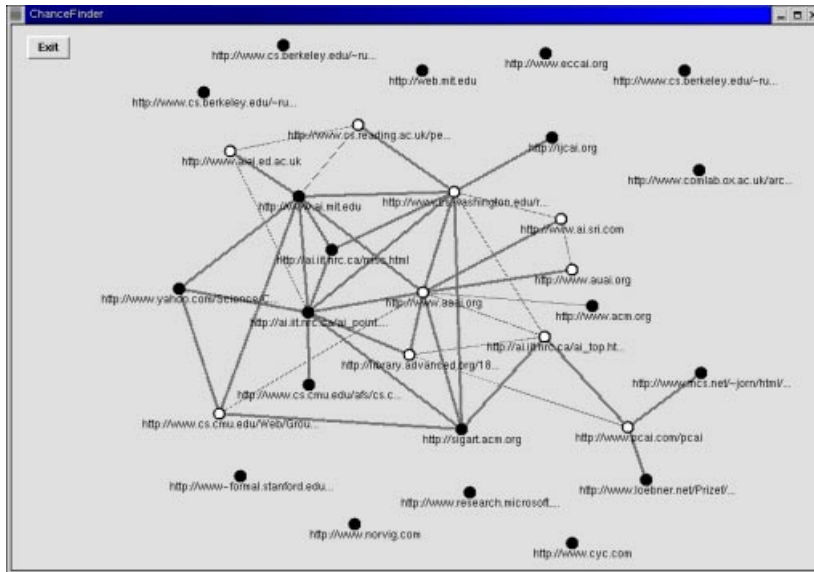 ChanceFinder
Exit
http://www.cs.berkeley.edu/~ru...
http://web.mit.edu
http://www.eccai.org
http://www.cs.berkeley.edu/~ru...
http://www.cs.berkeley.edu/~ru...
http://www.cs.reading.ac.uk/pe...
http://ijcai.org
http://www.aiai.ed.ac.uk
http://www.comlab.ox.ac.uk/arc...
http://www.ai.mit.edu
http://www.cs.washington.edu/r...
http://www.ai.sri.com
http://ai.iit.nrc.ca/misc.html
http://www.auai.org
http://www.yahoo.com/Science/C...
http://www.aaai.org
http://www.acm.org
http://ai.iit.nrc.ca/ai_point....
http://ai.iit.nrc.ca/ai_top.ht...
http://library.advanced.org/18...
http://www.mcs.net/~jorn/html/...
http://www.cs.cmu.edu/afs/cs.c...
http://www.cs.cmu.edu/Web/Grou...
http://sigart.acm.org
http://www.pcai.com/pcai
http://www-formal.stanford.edu...
http://www.loebner.net/Prizef/...
http://www.research.microsoft....
http://www.norvig.com
http://www.cyc.com